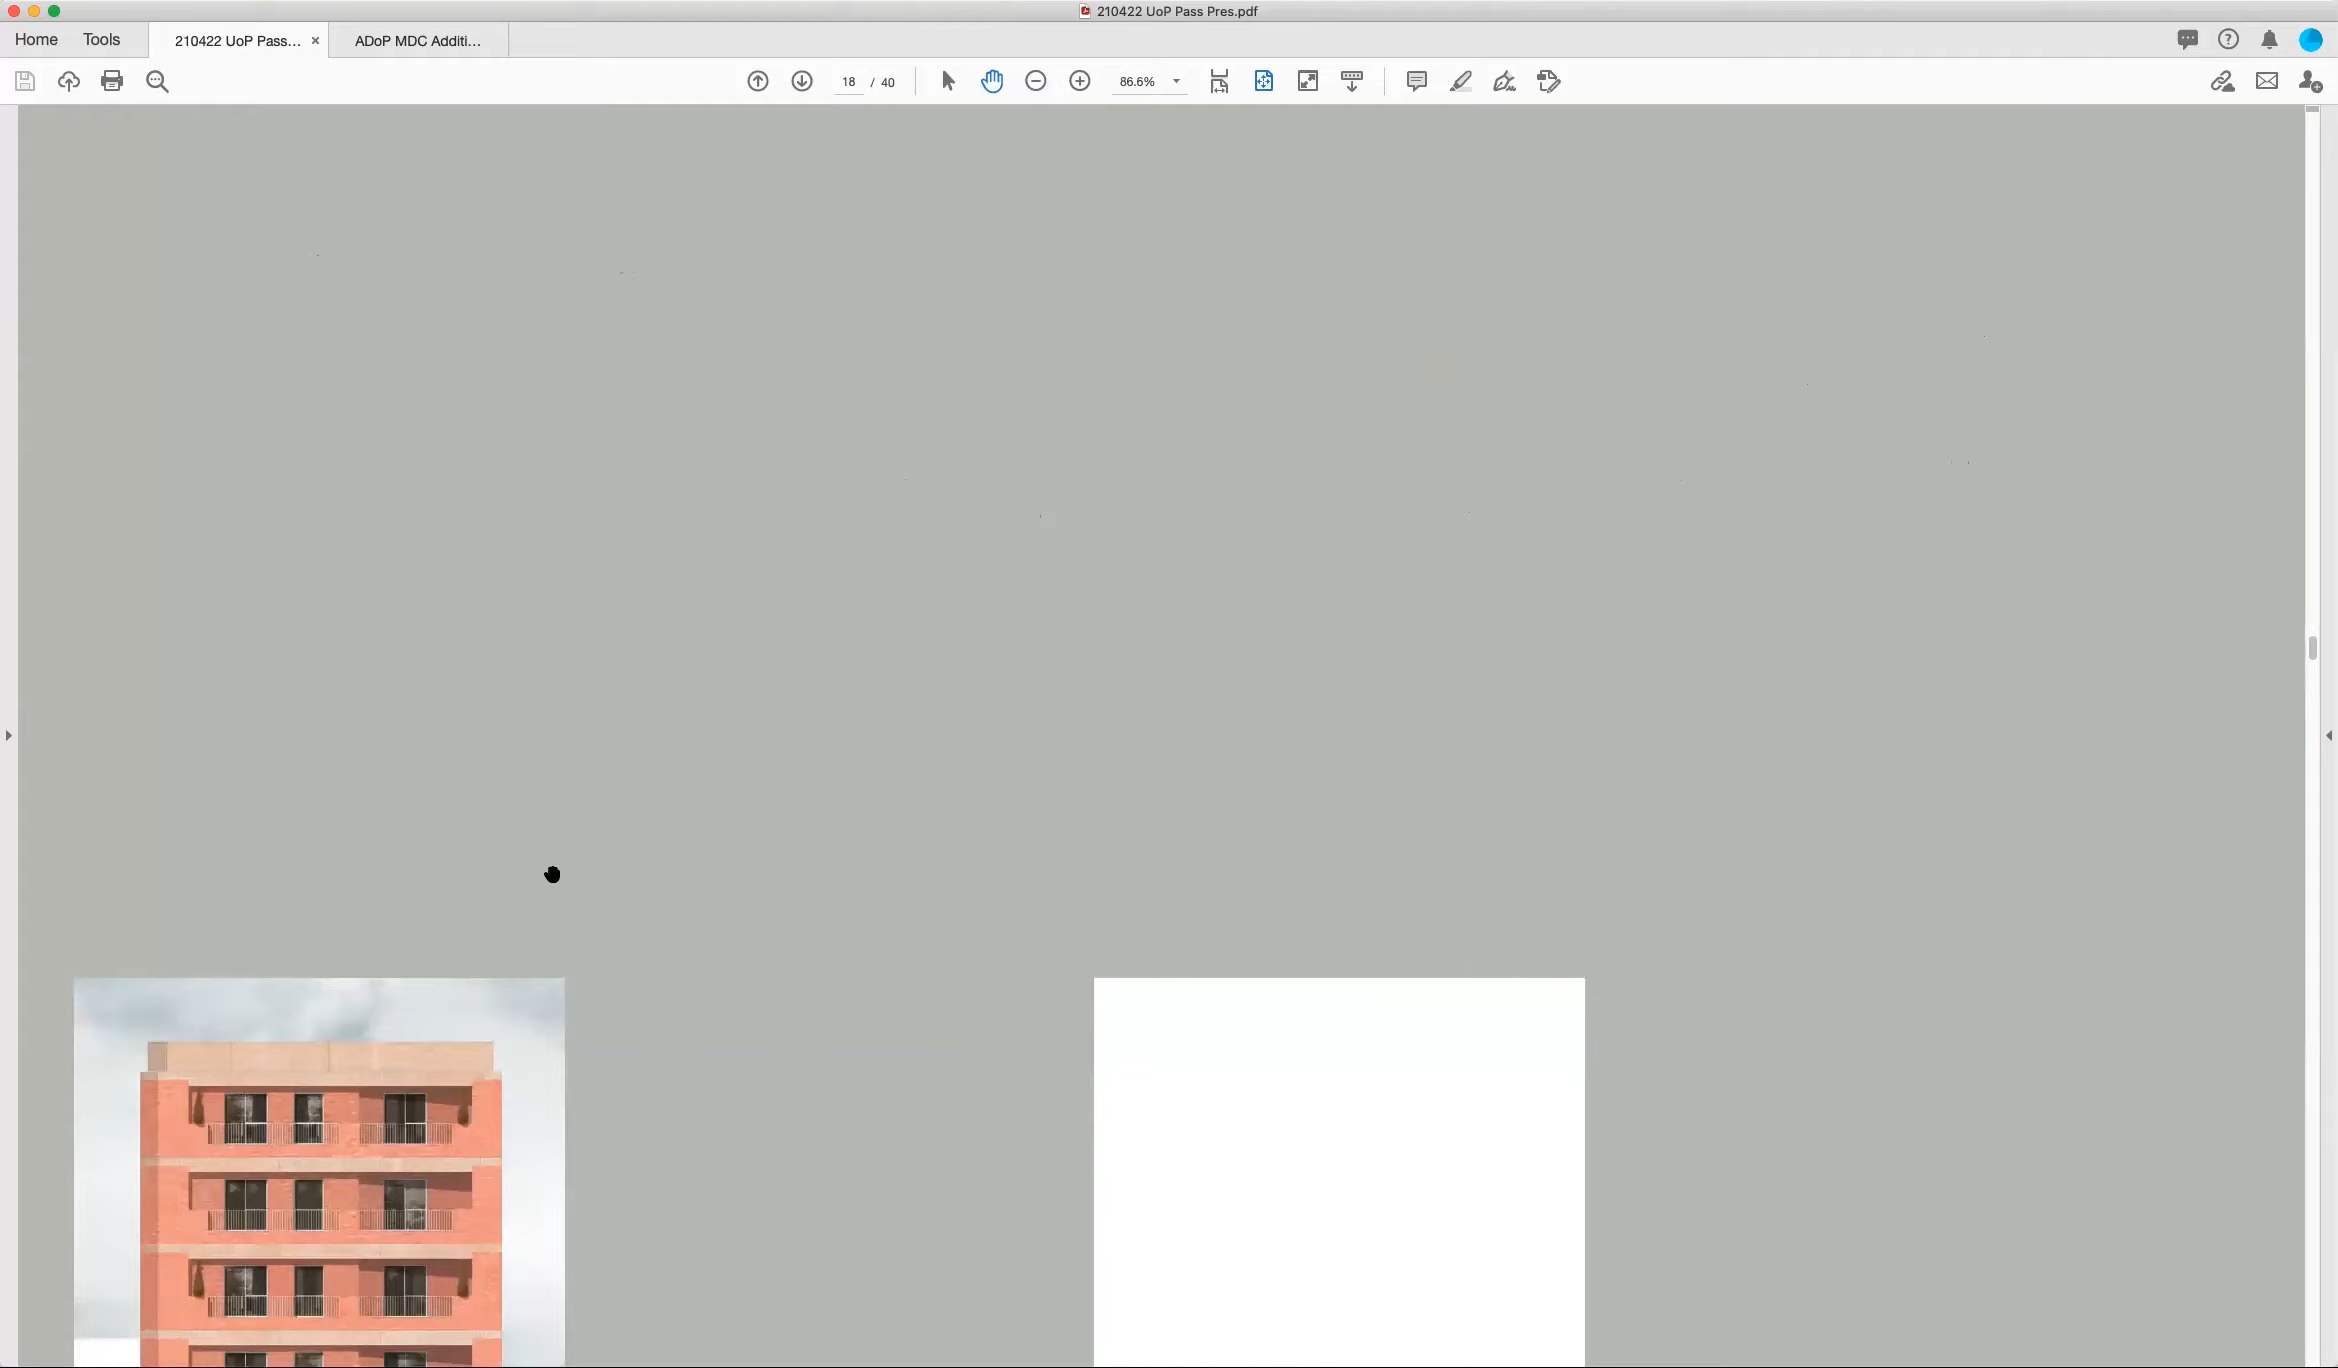 210422 UoP Pass Pres.pdf
Home
Tools
210422 UoP Pass...
ADoP MDC Additi...
18 / 40
86.6%